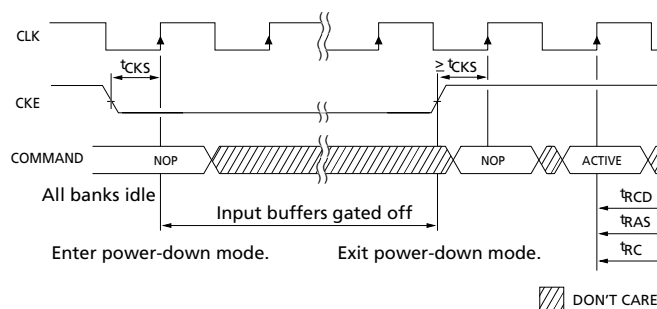 CLK
tCKS
≥ tCKS
CKE
COMMAND
NOP
NOP
ACTIVE
All banks idle
Input buffers gated off
tRCD
tRAS
tRC
Enter power-down mode.
Exit power-down mode.
DON'T CARE